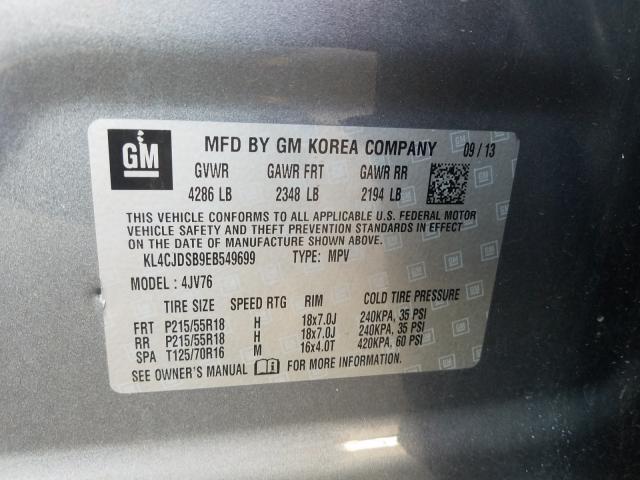 GM MFD BY GM KOREA COMPANY 09 / 13
GVWR GAWR FRT GAWR RR
4286 LB 2348 LB 2194 LB
THIS VEHICLE CONFORMS TO ALL APPLICABLE U.S. FEDERAL MOTOR
VEHICLE SAFETY AND THEFT PREVENTION STANDARDS IN EFFECT
ON THE DATE OF MANUFACTURE SHOWN ABOVE.
KL4CJDSB9EB549699 TYPE: MPV
MODEL : 4JV76
TIRE SIZE SPEED RTG RIM COLD TIRE PRESSURE
FRT P215/55R18 H 18x7.0J 240KPA, 35 PSI
RR P215/55R18 H 18x7.0J 240KPA, 35 PSI
SPA T125/70R16 M 16x4.0T 420KPA, 60 PSI
SEE OWNER'S MANUAL FOR MORE INFORMATION.